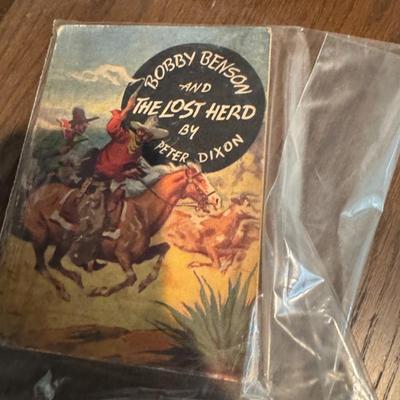 BOBBY BENSON
AND
THE LOST HERD
BY
PETER DIXON